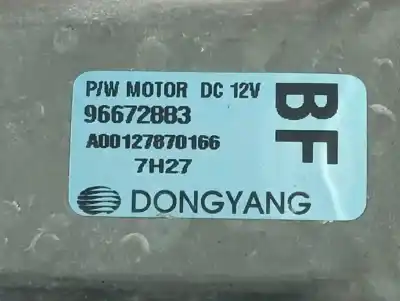 P/W MOTOR DC 12V
96672883
A00127870166
7H27
DONGYANG
BF